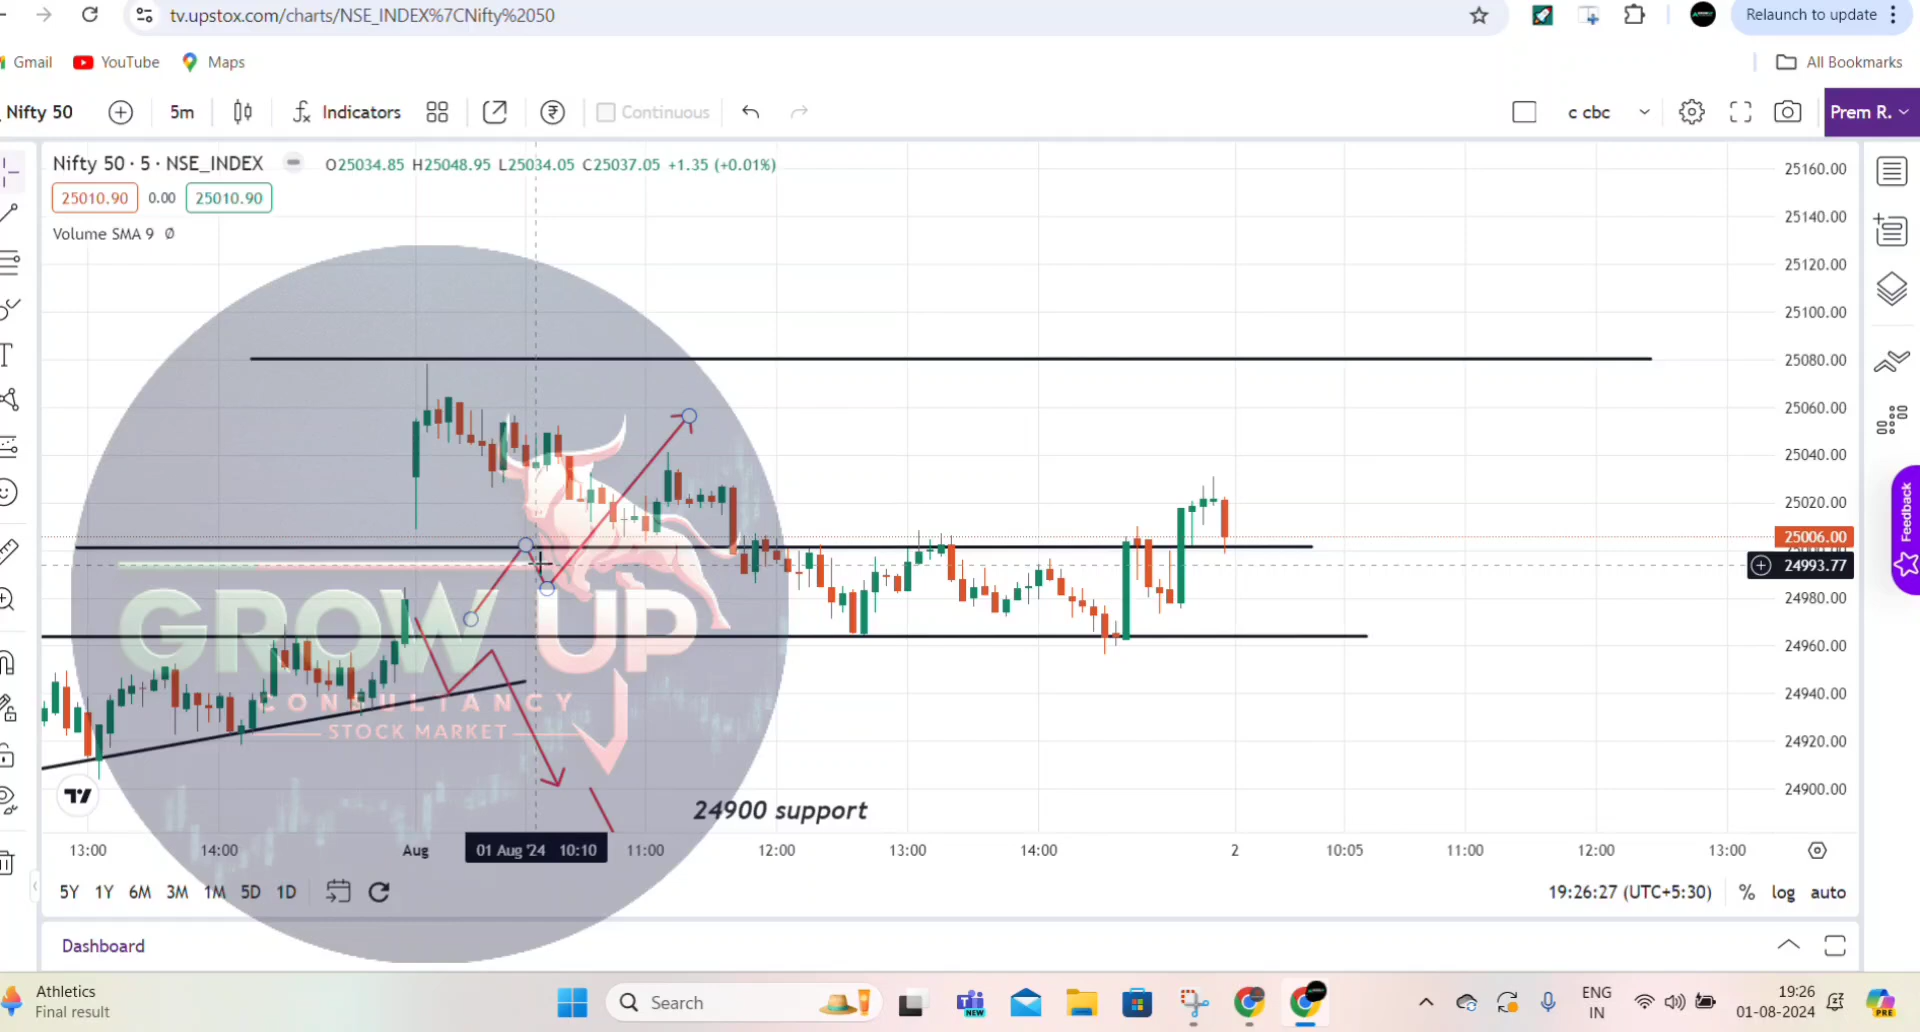 tv.upstox.com/charts/NSE_INDEX%7CNifty%2050
Relaunch to update
Gmail
YouTube
Maps
All Bookmarks
Nifty 50
5m
Indicators
Continuous
c cbc
Prem R.
Nifty 50 · 5 · NSE_INDEX
O25034.85 H25048.95 L25034.05 C25037.05 +1.35 (+0.01%)
25010.90 0.00 25010.90
Volume SMA 9 Ø
25160.00
25140.00
25120.00
25100.00
25080.00
25060.00
25040.00
25020.00
25006.00
24993.77
24980.00
24960.00
24940.00
24920.00
24900.00
Feedback
GROW UP
CONSULTANCY
STOCK MARKET
24900 support
13:00
14:00
Aug
01 Aug '24 10:10
11:00
12:00
13:00
14:00
2
10:05
11:00
12:00
13:00
5Y 1Y 6M 3M 1M 5D 1D
19:26:27 (UTC+5:30)
% log auto
Dashboard
Athletics
Final result
Search
NEW
ENG
IN
19:26
01-08-2024
PRE